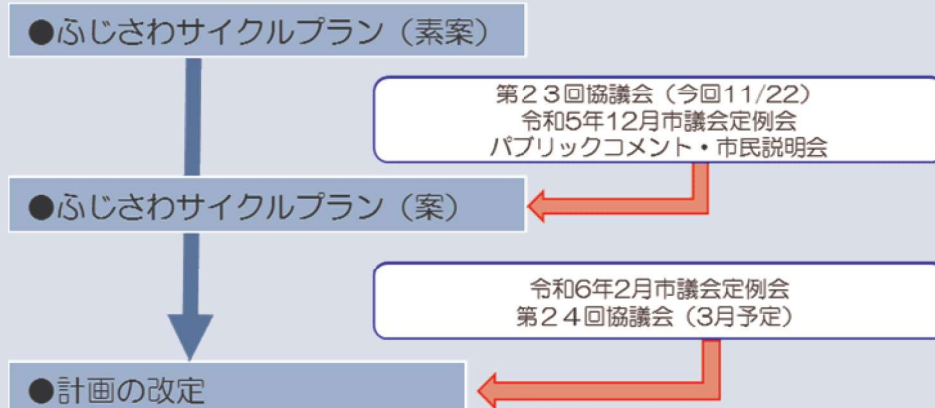 ●ふじさわサイクルプラン（素案）
第２３回協議会（今回11/22）
令和5年12月市議会定例会
パブリックコメント・市民説明会
●ふじさわサイクルプラン（案）
令和6年2月市議会定例会
第２４回協議会（3月予定）
●計画の改定